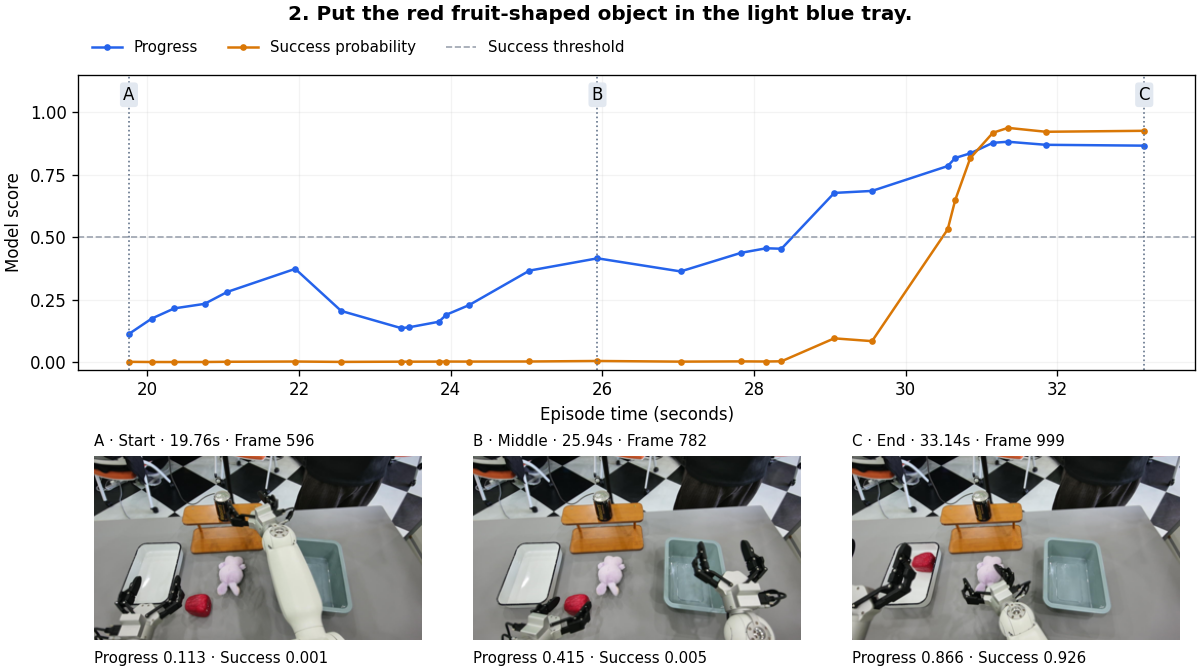 2. Put the red fruit-shaped object in the light blue tray.
Progress
Success probability
Success threshold
A
B
C
1.00
0.75
0.50
0.25
0.00
Model score
20
22
24
26
28
30
32
Episode time (seconds)
A · Start · 19.76s · Frame 596
B · Middle · 25.94s · Frame 782
C · End · 33.14s · Frame 999
Progress 0.113 · Success 0.001
Progress 0.415 · Success 0.005
Progress 0.866 · Success 0.926